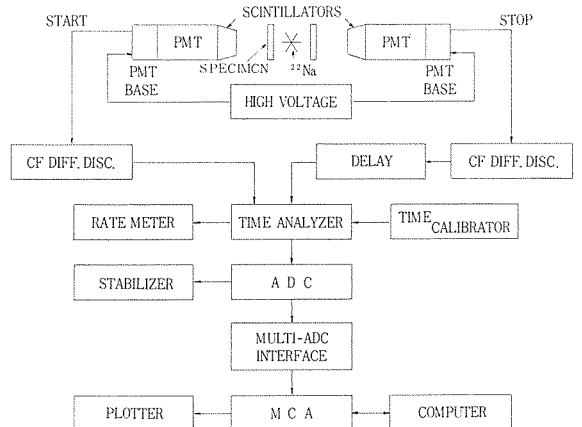 SCINTILLATORS
START
STOP
PMT
PMT
SPECIMCN
²²Na
PMT
BASE
PMT
BASE
HIGH VOLTAGE
CF DIFF. DISC.
DELAY
CF DIFF. DISC.
RATE METER
TIME ANALYZER
TIME
CALIBRATOR
STABILIZER
A D C
MULTI-ADC
INTERFACE
PLOTTER
M C A
COMPUTER